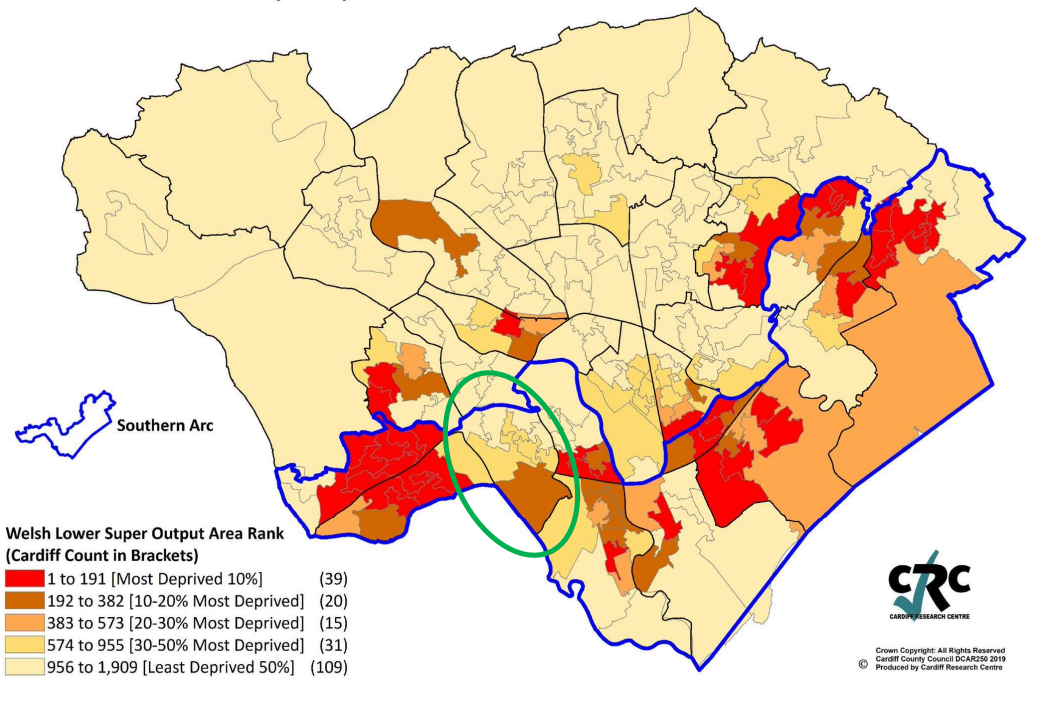 Southern Arc
Welsh Lower Super Output Area Rank
(Cardiff Count in Brackets)
1 to 191 [Most Deprived 10%] (39)
192 to 382 [10-20% Most Deprived] (20)
383 to 573 [20-30% Most Deprived] (15)
574 to 955 [30-50% Most Deprived] (31)
956 to 1,909 [Least Deprived 50%] (109)
CRC
CARDIFF RESEARCH CENTRE
Crown Copyright: All Rights Reserved
© Cardiff County Council DCAR250 2019
Produced by Cardiff Research Centre